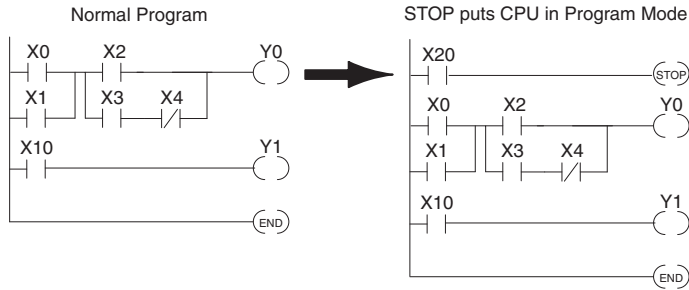 Normal Program
X0 X2 Y0
X1 X3 X4
X10 Y1
END
STOP puts CPU in Program Mode
X20
STOP
X0 X2 Y0
X1 X3 X4
X10 Y1
END